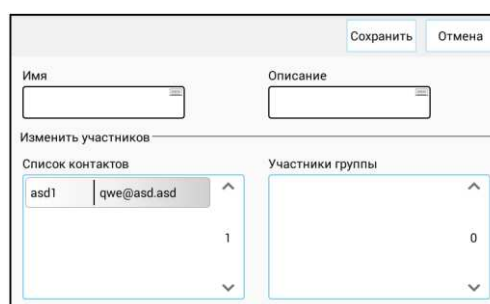 Сохранить Отмена
Имя Описание
Изменить участников
Список контактов Участники группы
asd1 qwe@asd.asd
1 0